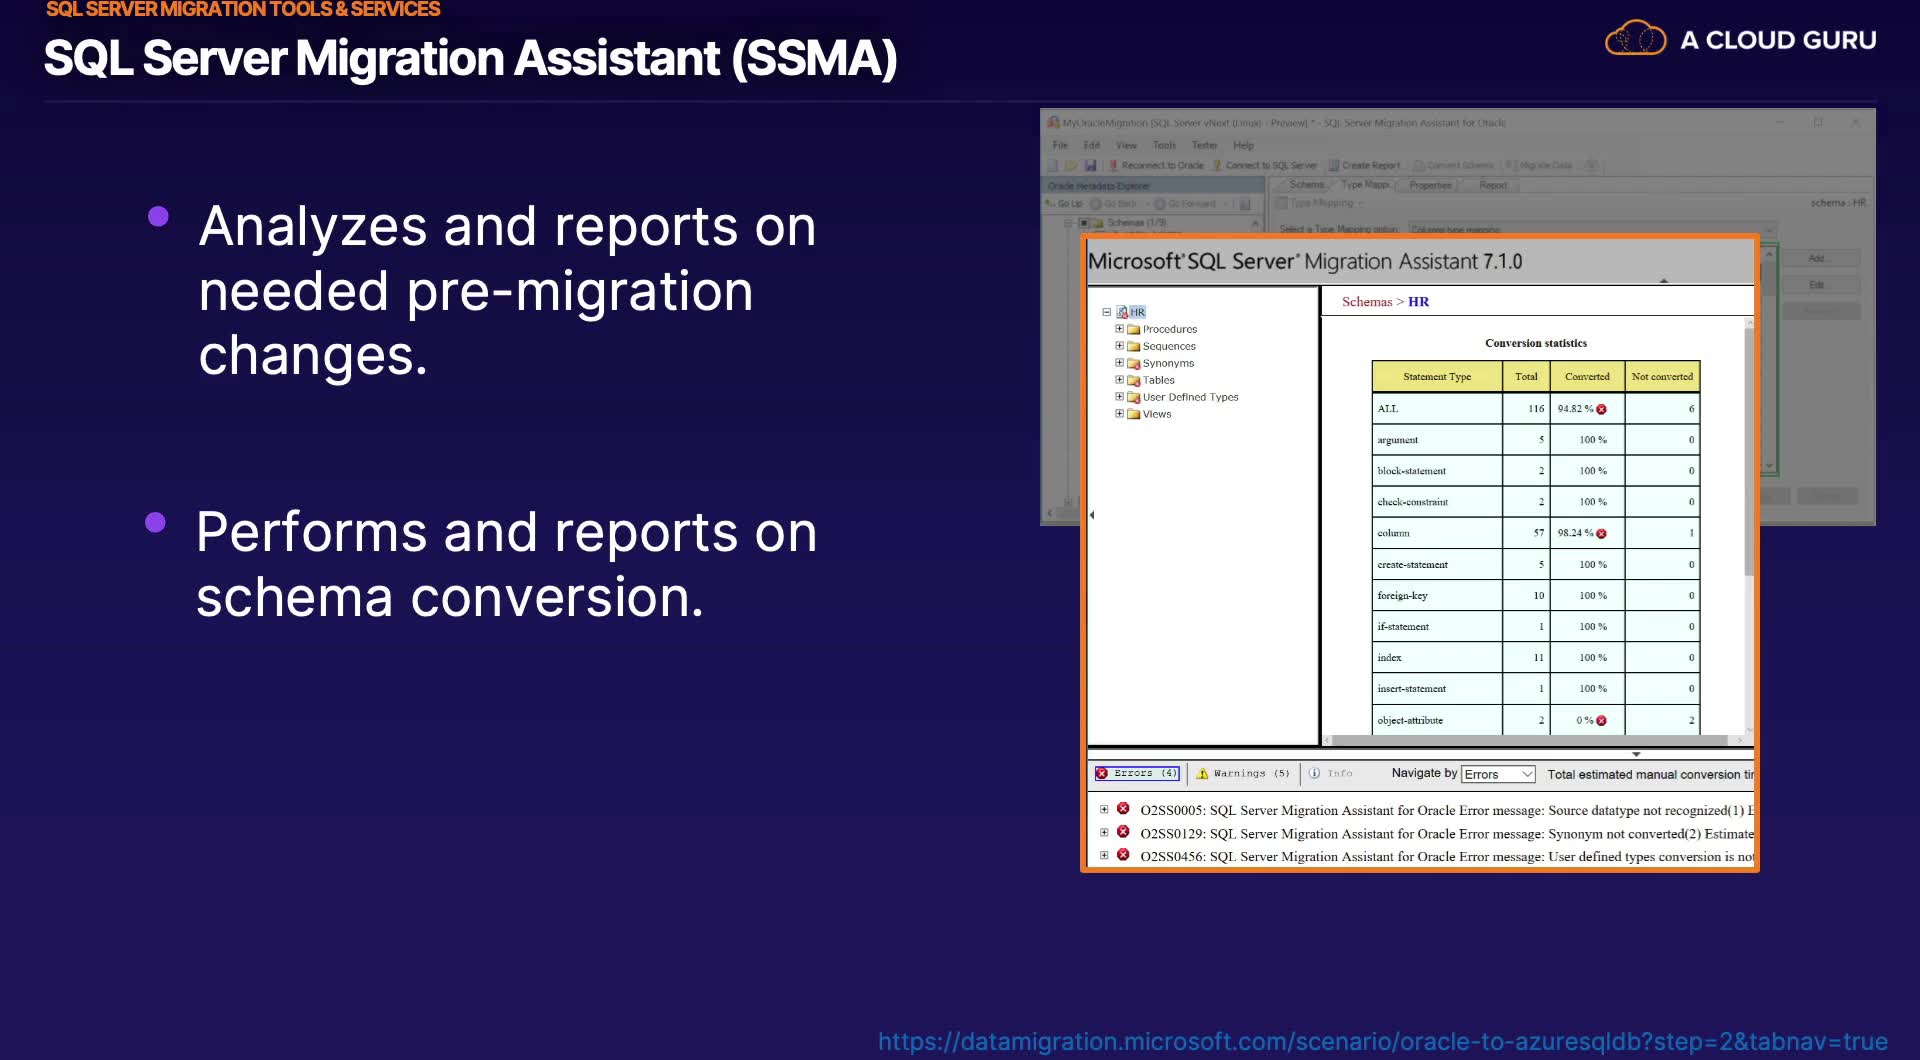 SQL SERVER MIGRATION TOOLS & SERVICES
SQL Server Migration Assistant (SSMA)
A CLOUD GURU
Analyzes and reports on
needed pre-migration
changes.
Performs and reports on
schema conversion.
MyOracleMigration (SQL Server vNext (Linux) - Preview) * - SQL Server Migration Assistant for Oracle
File Edit View Tools Tester Help
Reconnect to Oracle Connect to SQL Server Create Report Convert Schema Migrate Data
Oracle Metadata Explorer
Schema Type Mappi Properties Report
Go Up Go Back Go Forward
Type Mapping
schema : HR
Schemas (1/9)
Select a Type Mapping option: Column type mapping
Add...
Edit
Microsoft® SQL Server® Migration Assistant 7.1.0
HR
Procedures
Sequences
Synonyms
Tables
User Defined Types
Views
Schemas > HR
Conversion statistics
Statement Type Total Converted Not converted
ALL 116 94.82 % 6
argument 5 100 % 0
block-statement 2 100 % 0
check-constraint 2 100 % 0
column 57 98.24 % 1
create-statement 5 100 % 0
foreign-key 10 100 % 0
if-statement 1 100 % 0
index 11 100 % 0
insert-statement 1 100 % 0
object-attribute 2 0 % 2
Errors (4) Warnings (5) Info Navigate by Errors Total estimated manual conversion tir
O2SS0005: SQL Server Migration Assistant for Oracle Error message: Source datatype not recognized(1) E
O2SS0129: SQL Server Migration Assistant for Oracle Error message: Synonym not converted(2) Estimate
O2SS0456: SQL Server Migration Assistant for Oracle Error message: User defined types conversion is not
https://datamigration.microsoft.com/scenario/oracle-to-azuresqldb?step=2&tabnav=true